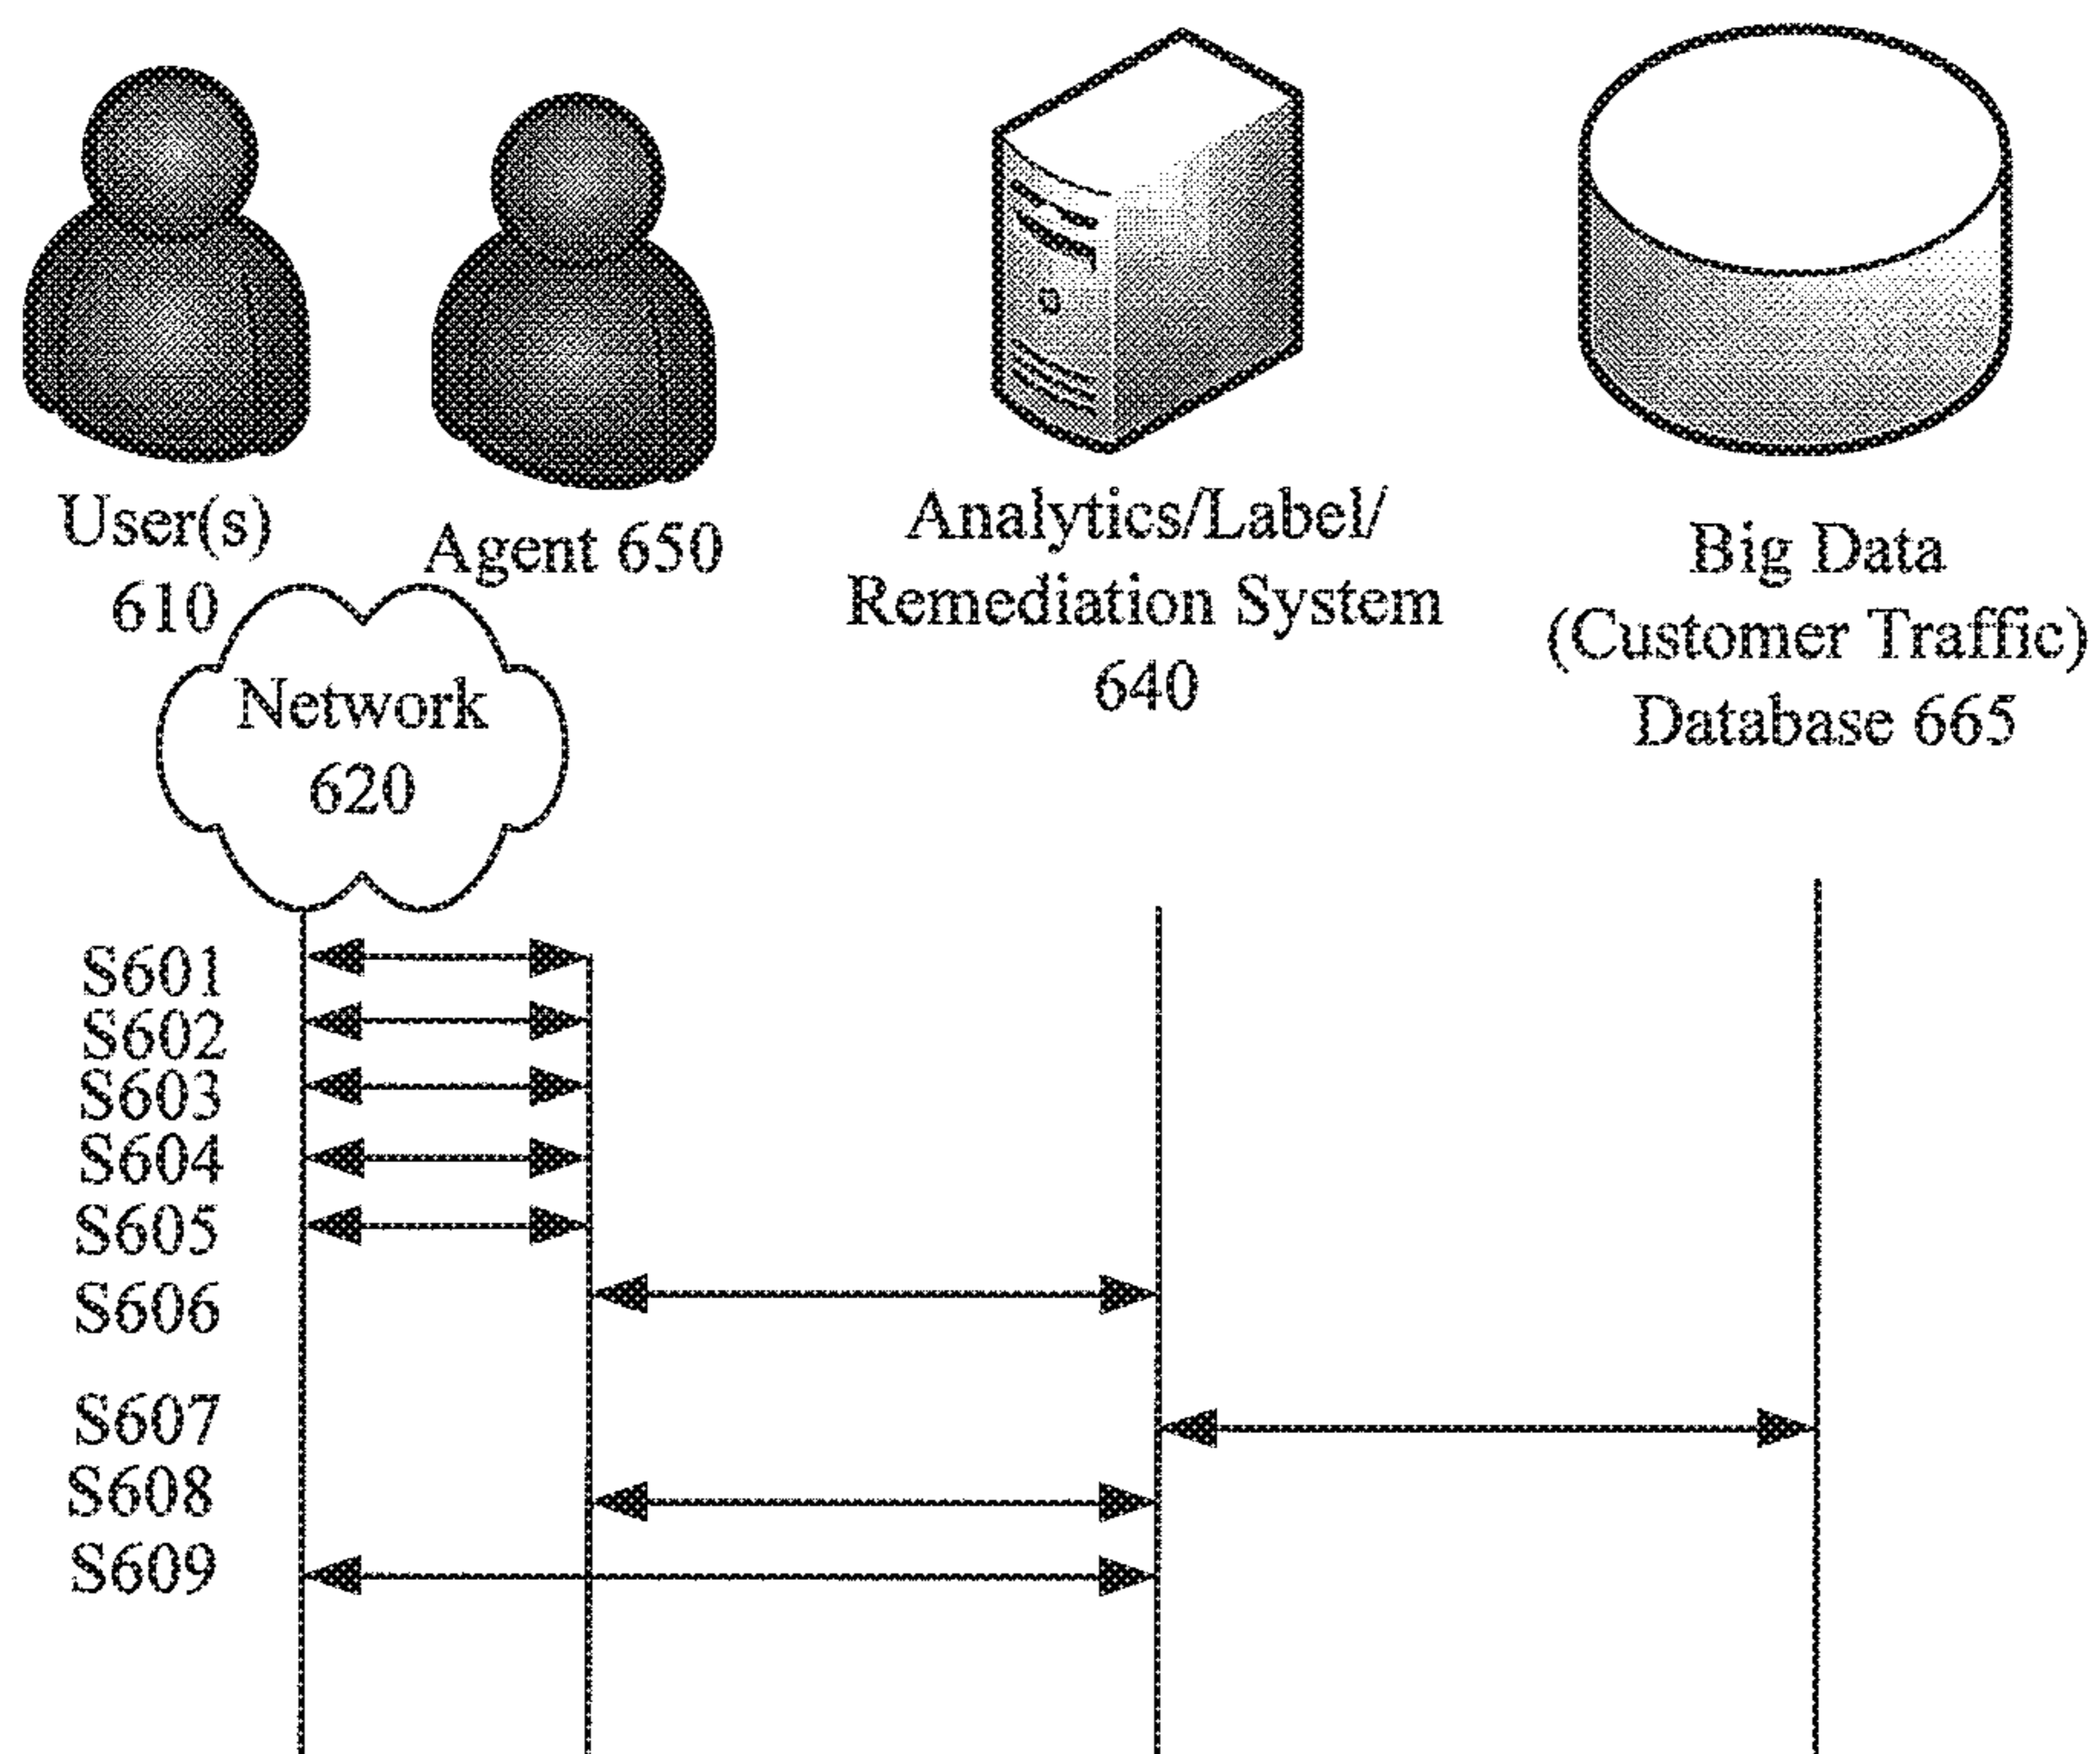 User(s)
610
Agent 650
Analytics/Label/
Remediation System
640
Big Data
(Customer Traffic)
Database 665
Network
620
S601
S602
S603
S604
S605
S606
S607
S608
S609